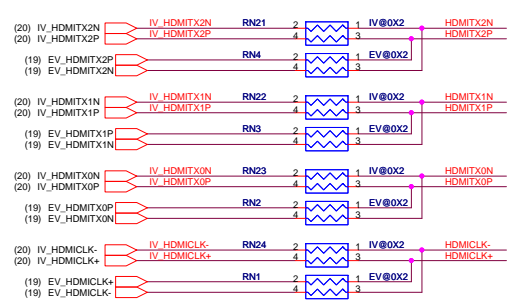 (20) IV_HDMITX2N IV_HDMITX2N RN21 2 1 IV@0X2 HDMITX2N
(20) IV_HDMITX2P IV_HDMITX2P 4 3 HDMITX2P
(19) EV_HDMITX2P RN4 2 1 EV@0X2
(19) EV_HDMITX2N 4 3
(20) IV_HDMITX1N IV_HDMITX1N RN22 2 1 IV@0X2 HDMITX1N
(20) IV_HDMITX1P IV_HDMITX1P 4 3 HDMITX1P
(19) EV_HDMITX1P RN3 2 1 EV@0X2
(19) EV_HDMITX1N 4 3
(20) IV_HDMITX0N IV_HDMITX0N RN23 2 1 IV@0X2 HDMITX0N
(20) IV_HDMITX0P IV_HDMITX0P 4 3 HDMITX0P
(19) EV_HDMITX0P RN2 2 1 EV@0X2
(19) EV_HDMITX0N 4 3
(20) IV_HDMICLK- IV_HDMICLK- RN24 2 1 IV@0X2 HDMICLK-
(20) IV_HDMICLK+ IV_HDMICLK+ 4 3 HDMICLK+
(19) EV_HDMICLK+ RN1 2 1 EV@0X2
(19) EV_HDMICLK- 4 3